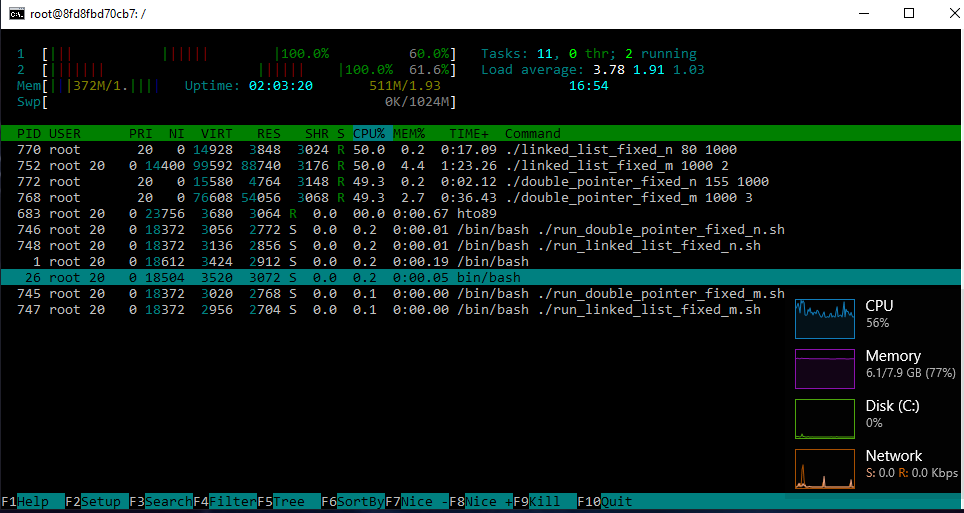 root@8fd8fbd70cb7: /
1 [||| |||||| |100.0% 60.0%] Tasks: 11, 0 thr; 2 running
2 [||||||| |||||| |100.0% 61.6%] Load average: 3.78 1.91 1.03
Mem[|||372M/1.|||| Uptime: 02:03:20 511M/1.93 16:54
Swp[ 0K/1024M]
PID USER PRI NI VIRT RES SHR S CPU% MEM% TIME+ Command
770 root 20 0 14928 3848 3024 R 50.0 0.2 0:17.09 ./linked_list_fixed_n 80 1000
752 root 20 0 14400 99592 88740 3176 R 50.0 4.4 1:23.26 ./linked_list_fixed_m 1000 2
772 root 20 0 15580 4764 3148 R 49.3 0.2 0:02.12 ./double_pointer_fixed_n 155 1000
768 root 20 0 76608 54056 3068 R 49.3 2.7 0:36.43 ./double_pointer_fixed_m 1000 3
683 root 20 0 23756 3680 3064 R 0.0 00.0 0:00.67 hto89
746 root 20 0 18372 3056 2772 S 0.0 0.2 0:00.01 /bin/bash ./run_double_pointer_fixed_n.sh
748 root 20 0 18372 3136 2856 S 0.0 0.2 0:00.01 /bin/bash ./run_linked_list_fixed_n.sh
1 root 20 0 18612 3424 2912 S 0.0 0.2 0:00.19 /bin/bash
26 root 20 0 18504 3520 3072 S 0.0 0.2 0:00.05 bin/bash
745 root 20 0 18372 3020 2768 S 0.0 0.1 0:00.00 /bin/bash ./run_double_pointer_fixed_m.sh
747 root 20 0 18372 2956 2704 S 0.0 0.1 0:00.00 /bin/bash ./run_linked_list_fixed_m.sh
CPU
56%
Memory
6.1/7.9 GB (77%)
Disk (C:)
0%
Network
S: 0.0 R: 0.0 Kbps
F1Help F2Setup F3SearchF4FilterF5Tree F6SortByF7Nice -F8Nice +F9Kill F10Quit